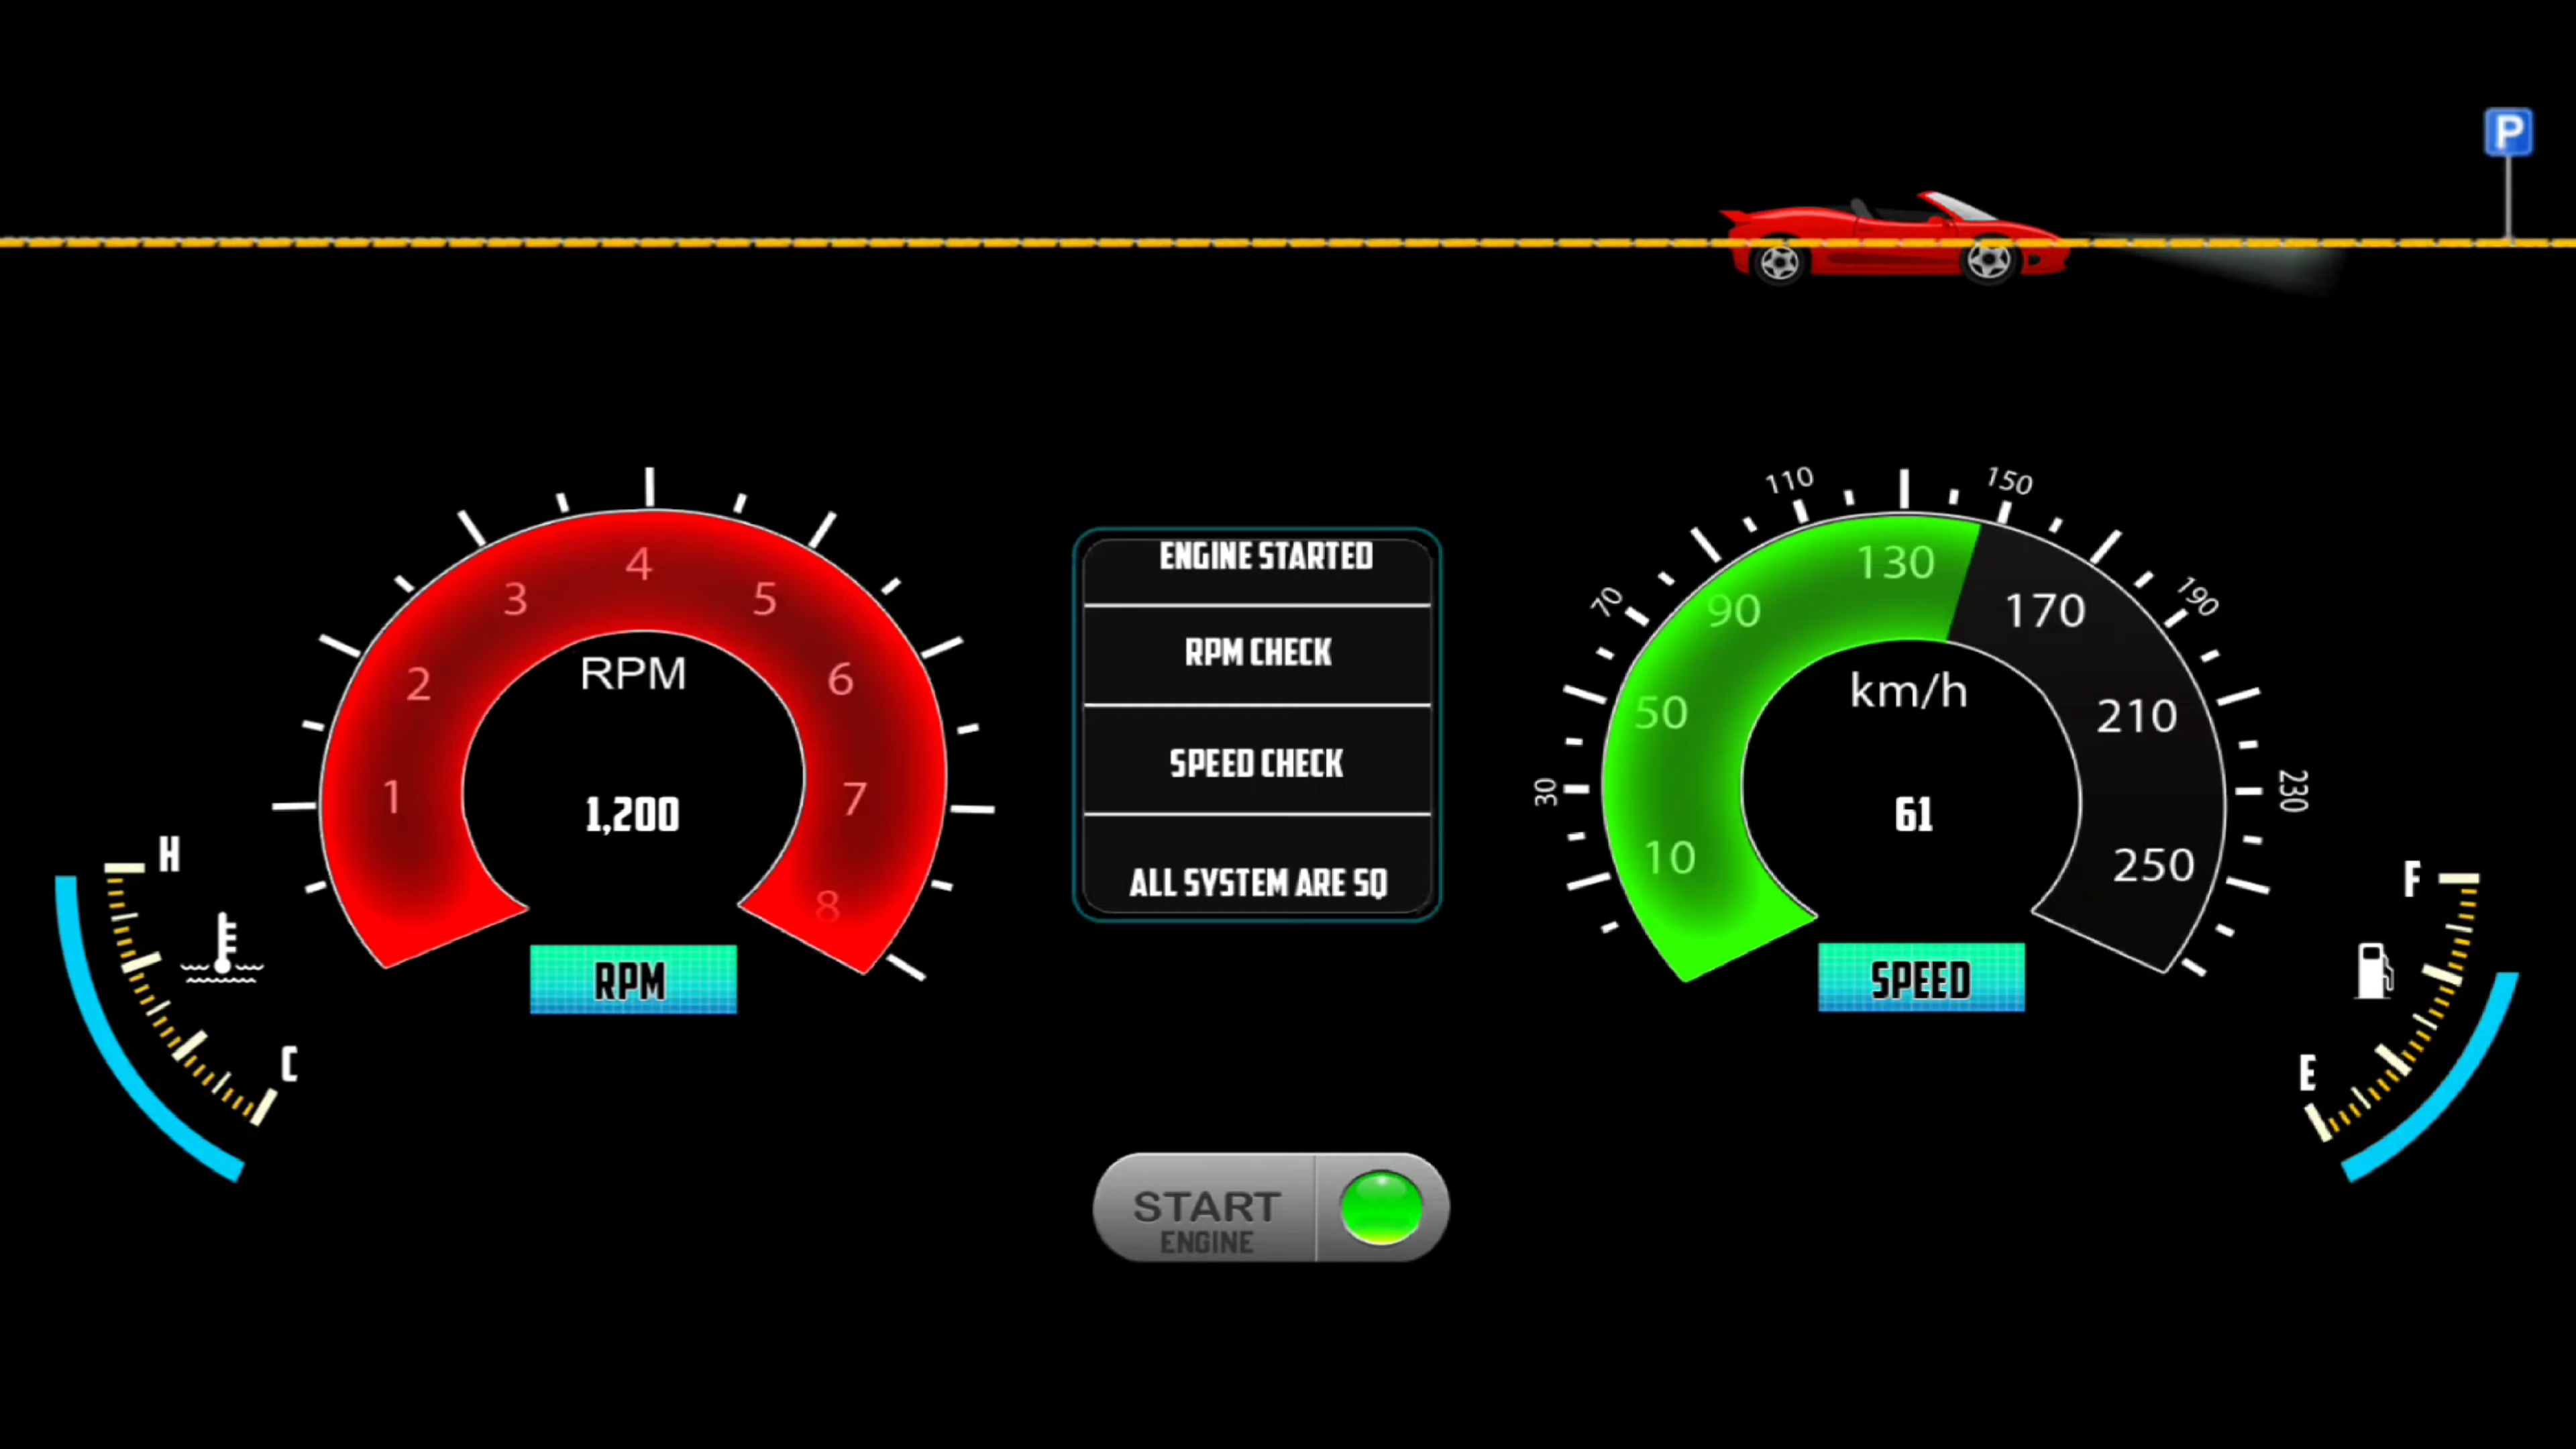 P
ENGINE STARTED
RPM CHECK
SPEED CHECK
ALL SYSTEM ARE SQ
1
2
3
4
5
6
7
8
RPM
1,200
RPM
10
30
50
70
90
110
130
150
170
190
210
230
250
km/h
61
SPEED
H
C
F
E
START
ENGINE